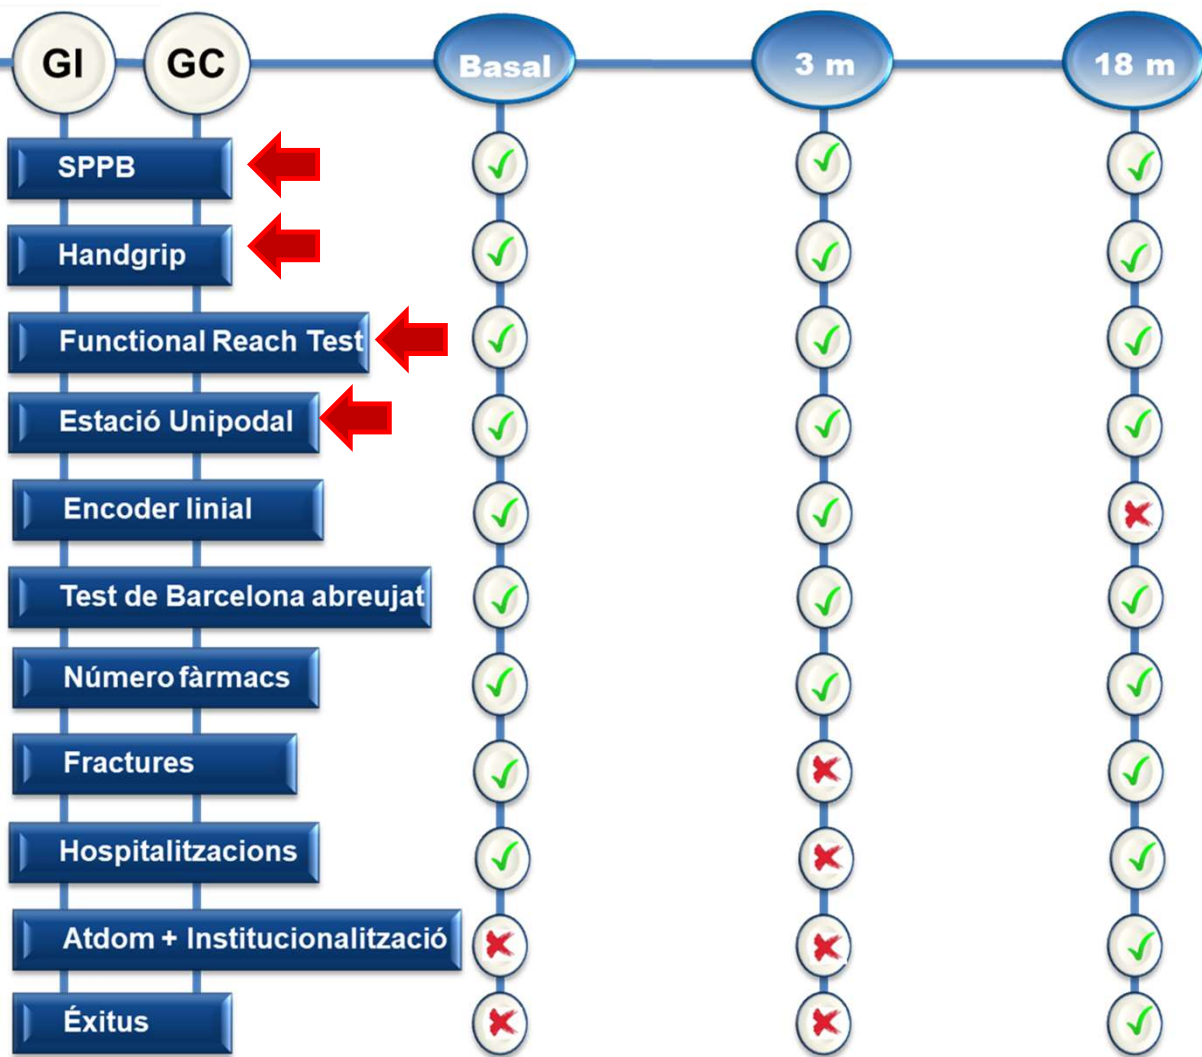 GI GC Basal 3 m 18 m
SPPB
Handgrip
Functional Reach Test
Estació Unipodal
Encoder linial
Test de Barcelona abreujat
Número fàrmacs
Fractures
Hospitalitzacions
Atdom + Institucionalització
Éxitus